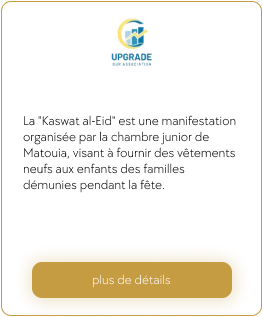 UPGRADE
OUR ASSOCIATION
La "Kaswat al-Eid" est une manifestation
organisée par la chambre junior de
Matouia, visant à fournir des vêtements
neufs aux enfants des familles
démunies pendant la fête.
plus de détails